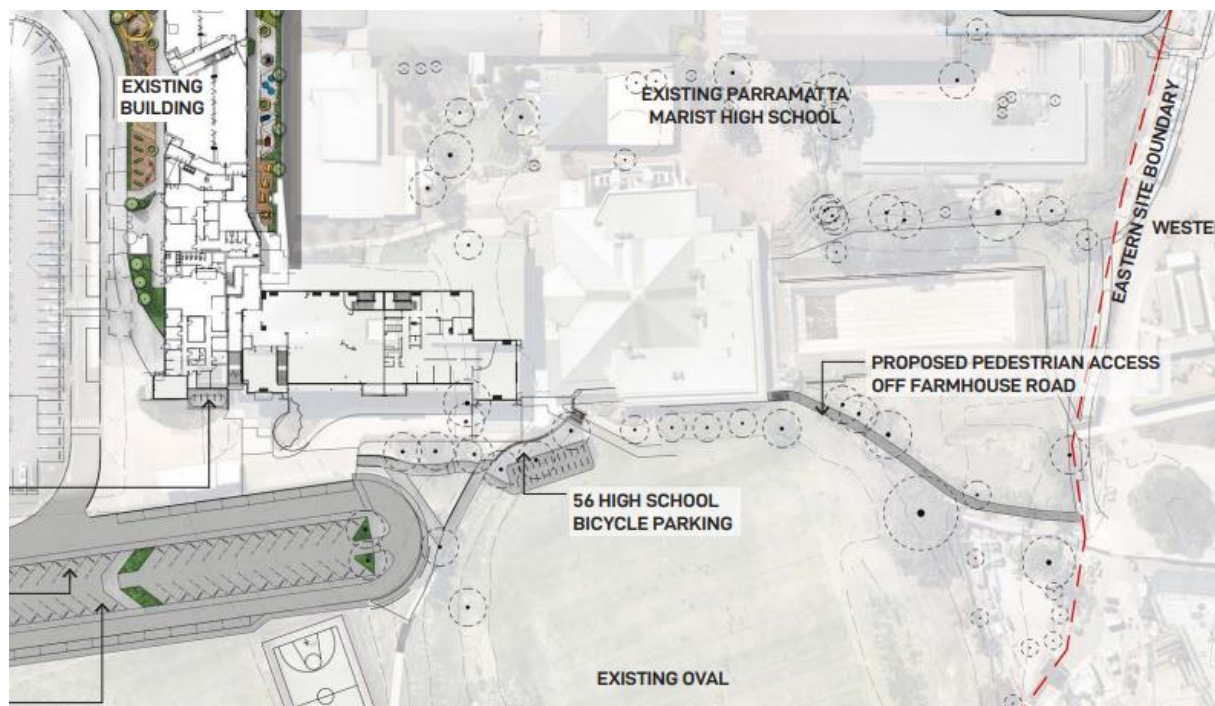 EXISTING
BUILDING
EXISTING PARRAMATTA
MARIST HIGH SCHOOL
EASTERN SITE BOUNDARY
WESTE
PROPOSED PEDESTRIAN ACCESS
OFF FARMHOUSE ROAD
56 HIGH SCHOOL
BICYCLE PARKING
EXISTING OVAL